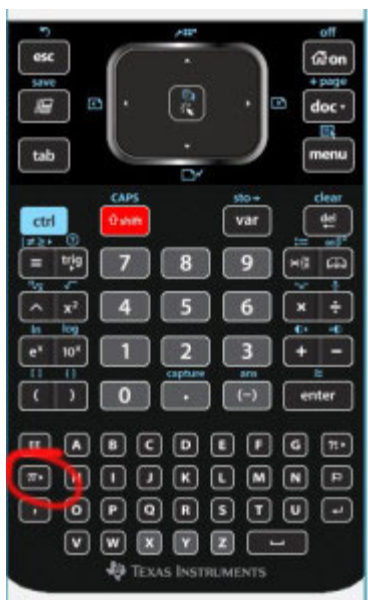 off
esc
on
save
+ page
doc
tab
menu
CAPS
sto→
clear
ctrl
⇧shift
var
del
= trig 7 8 9
^ x² 4 5 6 × ÷
ln log
eˣ 10ˣ 1 2 3 + −
capture ans
( ) 0 . (−) enter
EE A B C D E F G ?!▸
π▸ H I J K L M N
, O P Q R S T U ↵
V W X Y Z
TEXAS INSTRUMENTS